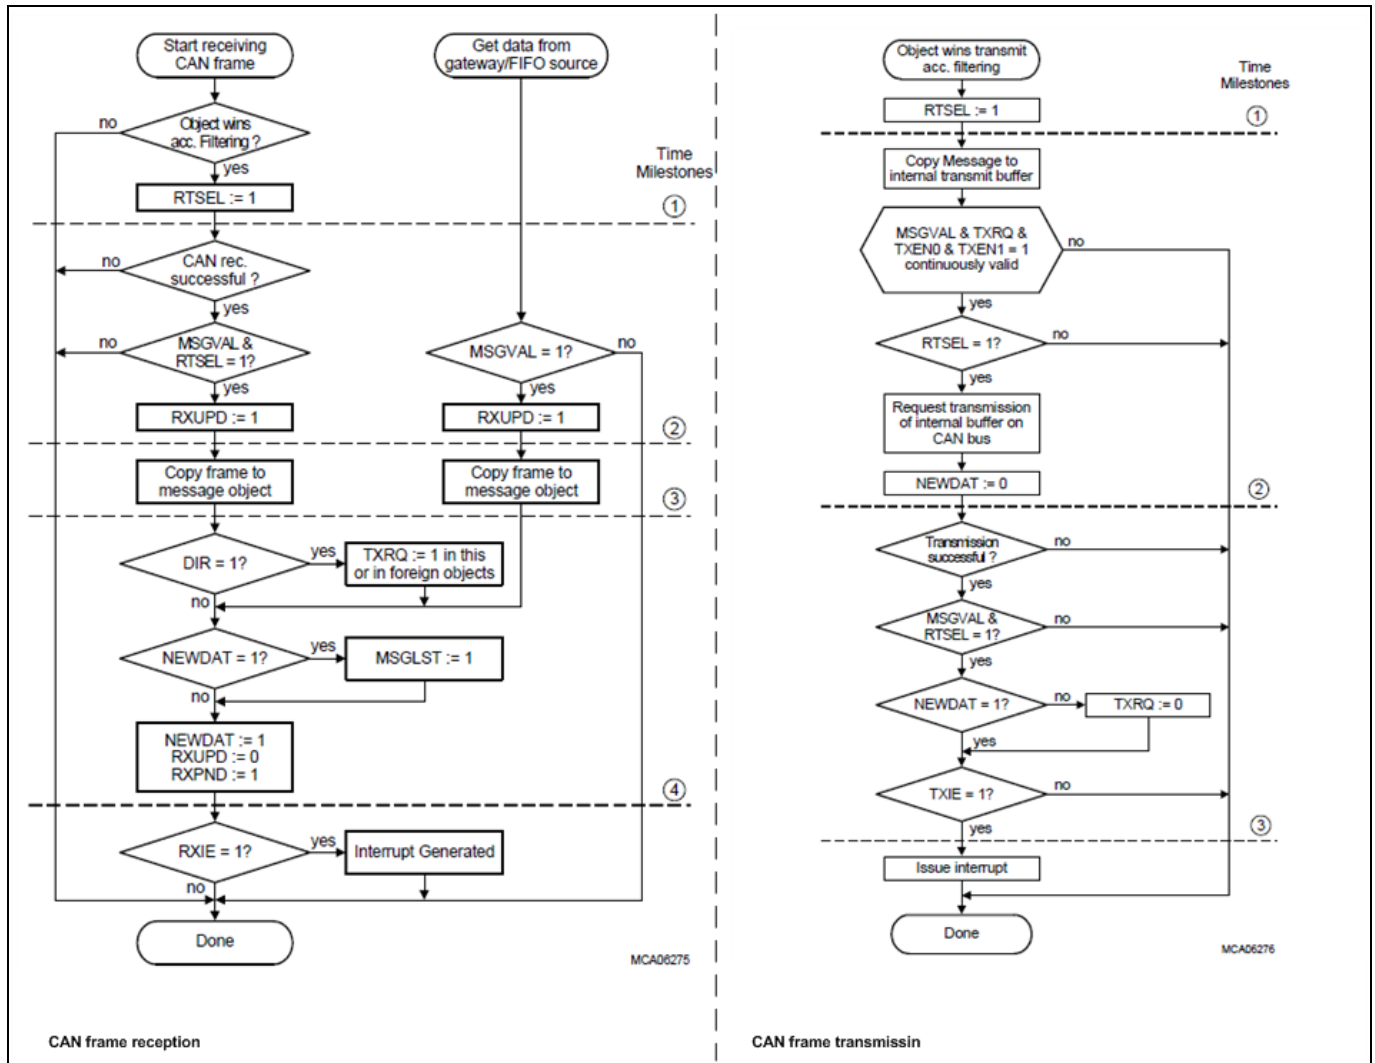 Start receiving
CAN frame
Get data from
gateway/FIFO source
no
Object wins
acc. Filtering ?
yes
Time
Milestones
RTSEL := 1
1
no
CAN rec.
successful ?
yes
no
MSGVAL &
RTSEL = 1?
yes
MSGVAL = 1?
no
yes
RXUPD := 1
RXUPD := 1
2
Copy frame to
message object
Copy frame to
message object
3
DIR = 1?
yes
TXRQ := 1 in this
or in foreign objects
no
NEWDAT = 1?
yes
MSGLST := 1
no
NEWDAT := 1
RXUPD := 0
RXPND := 1
4
RXIE = 1?
yes
Interrupt Generated
no
Done
MCA06275
CAN frame reception
Object wins transmit
acc. filtering
Time
Milestones
RTSEL := 1
1
Copy Message to
internal transmit buffer
MSGVAL & TXRQ &
TXEN0 & TXEN1 = 1
continuously valid
no
yes
RTSEL = 1?
no
yes
Request transmission
of internal buffer on
CAN bus
NEWDAT := 0
2
Transmission
successful ?
no
yes
MSGVAL &
RTSEL = 1?
no
yes
NEWDAT = 1?
no
TXRQ := 0
yes
TXIE = 1?
no
yes
3
Issue interrupt
Done
MCA06276
CAN frame transmissin